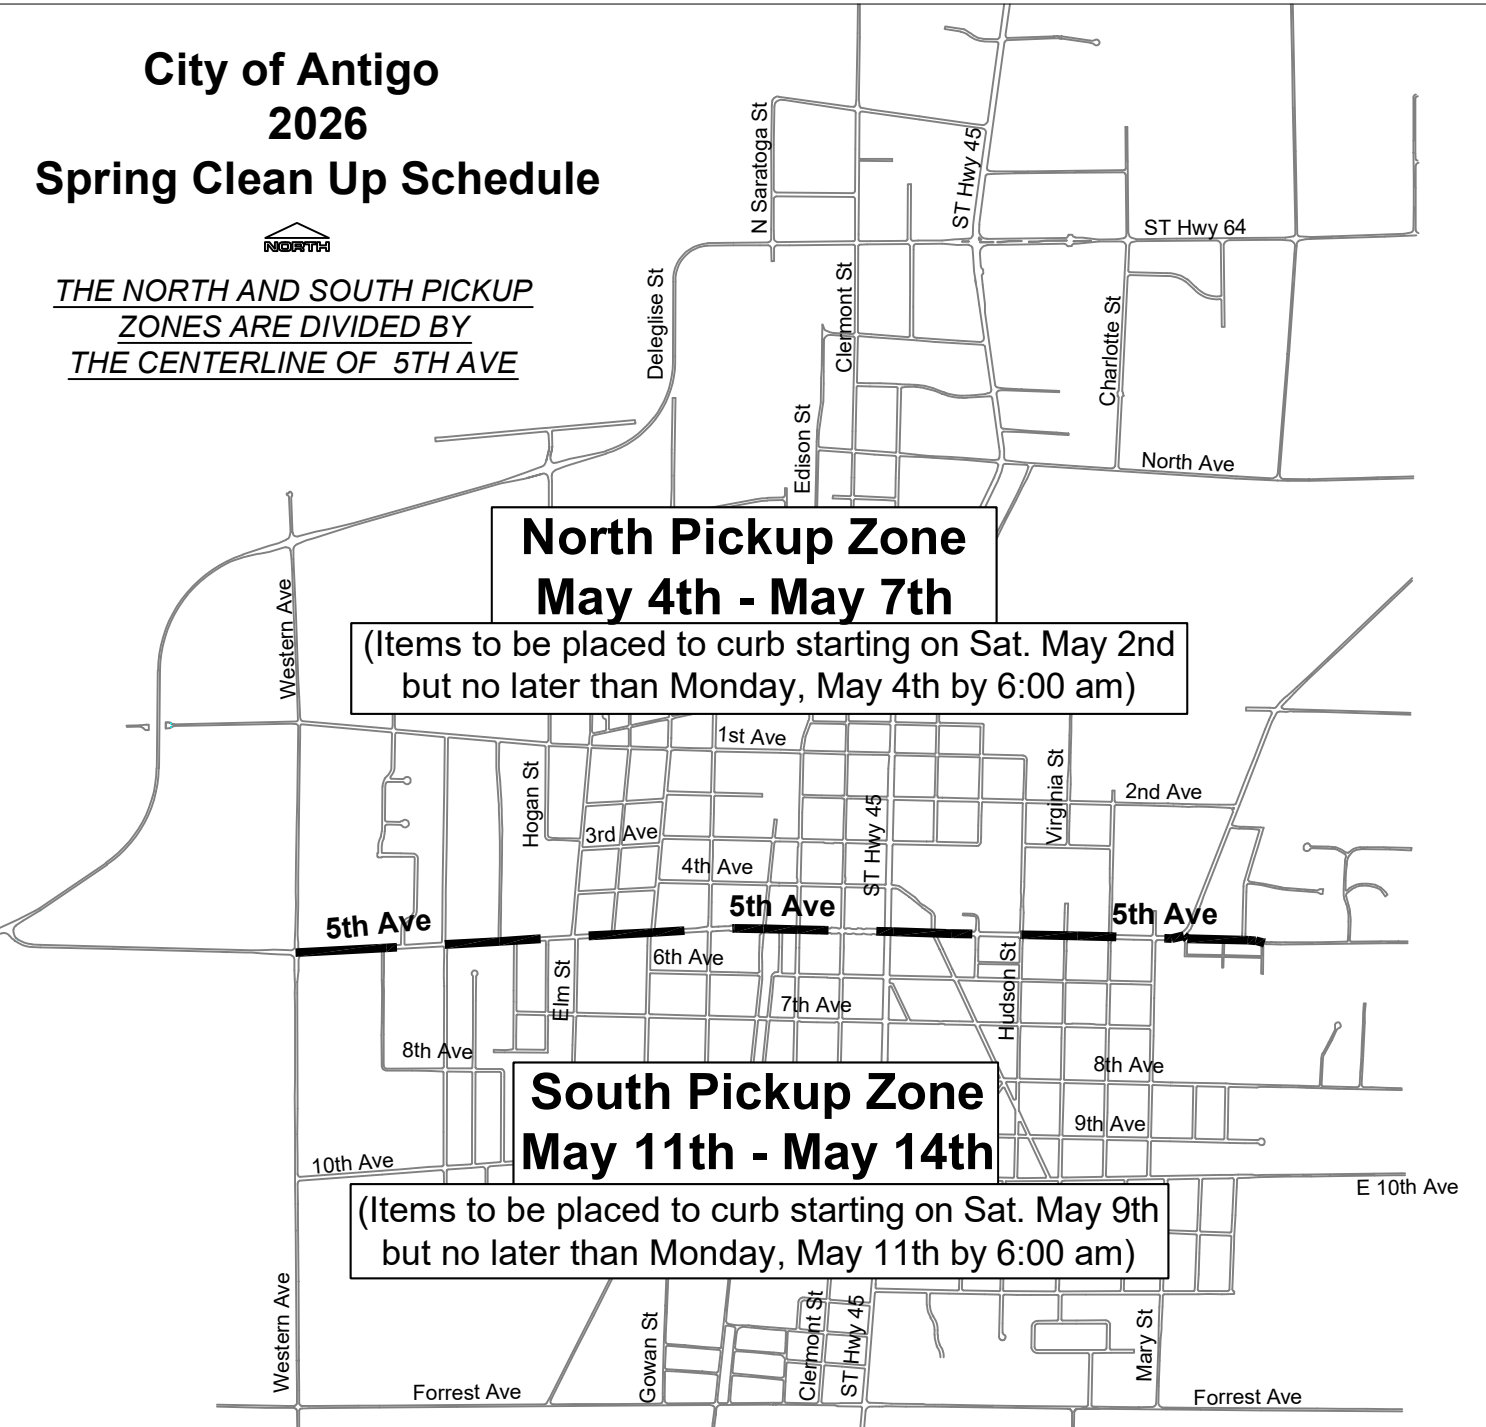 City of Antigo
2026
Spring Clean Up Schedule
NORTH
THE NORTH AND SOUTH PICKUP
ZONES ARE DIVIDED BY
THE CENTERLINE OF 5TH AVE
N Saratoga St
ST Hwy 45
ST Hwy 64
Deleglise St
Clermont St
Charlotte St
Edison St
North Ave
North Pickup Zone
May 4th - May 7th
(Items to be placed to curb starting on Sat. May 2nd
but no later than Monday, May 4th by 6:00 am)
Western Ave
1st Ave
Hogan St
Virginia St
2nd Ave
ST Hwy 45
3rd Ave
4th Ave
5th Ave
5th Ave
5th Ave
6th Ave
Elm St
Hudson St
7th Ave
8th Ave
8th Ave
South Pickup Zone
May 11th - May 14th
9th Ave
10th Ave
E 10th Ave
(Items to be placed to curb starting on Sat. May 9th
but no later than Monday, May 11th by 6:00 am)
Western Ave
Gowan St
Clermont St
ST Hwy 45
Mary St
Forrest Ave
Forrest Ave